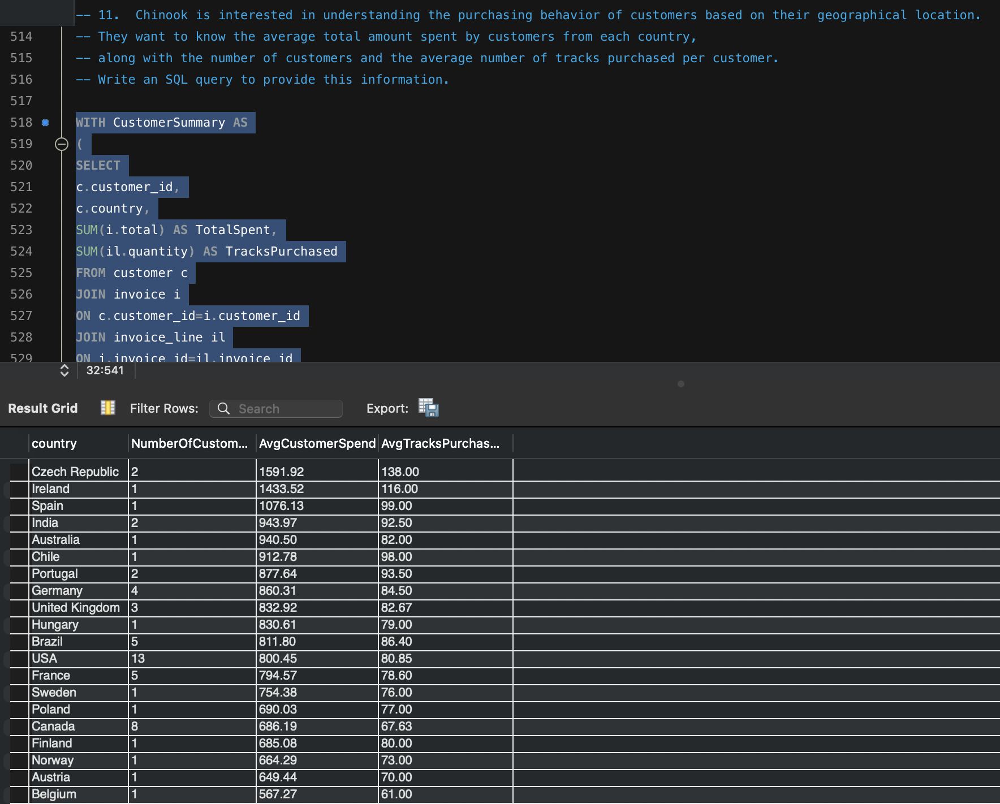 -- 11.  Chinook is interested in understanding the purchasing behavior of customers based on their geographical location.
514 -- They want to know the average total amount spent by customers from each country,
515 -- along with the number of customers and the average number of tracks purchased per customer.
516 -- Write an SQL query to provide this information.
517
518 WITH CustomerSummary AS
519 (
520 SELECT
521 c.customer_id,
522 c.country,
523 SUM(i.total) AS TotalSpent,
524 SUM(il.quantity) AS TracksPurchased
525 FROM customer c
526 JOIN invoice i
527 ON c.customer_id=i.customer_id
528 JOIN invoice_line il
529 ON i.invoice_id=il.invoice_id
32:541
Result Grid Filter Rows: Search Export:
country NumberOfCustom... AvgCustomerSpend AvgTracksPurchas...
Czech Republic 2 1591.92 138.00
Ireland 1 1433.52 116.00
Spain 1 1076.13 99.00
India 2 943.97 92.50
Australia 1 940.50 82.00
Chile 1 912.78 98.00
Portugal 2 877.64 93.50
Germany 4 860.31 84.50
United Kingdom 3 832.92 82.67
Hungary 1 830.61 79.00
Brazil 5 811.80 86.40
USA 13 800.45 80.85
France 5 794.57 78.60
Sweden 1 754.38 76.00
Poland 1 690.03 77.00
Canada 8 686.19 67.63
Finland 1 685.08 80.00
Norway 1 664.29 73.00
Austria 1 649.44 70.00
Belgium 1 567.27 61.00